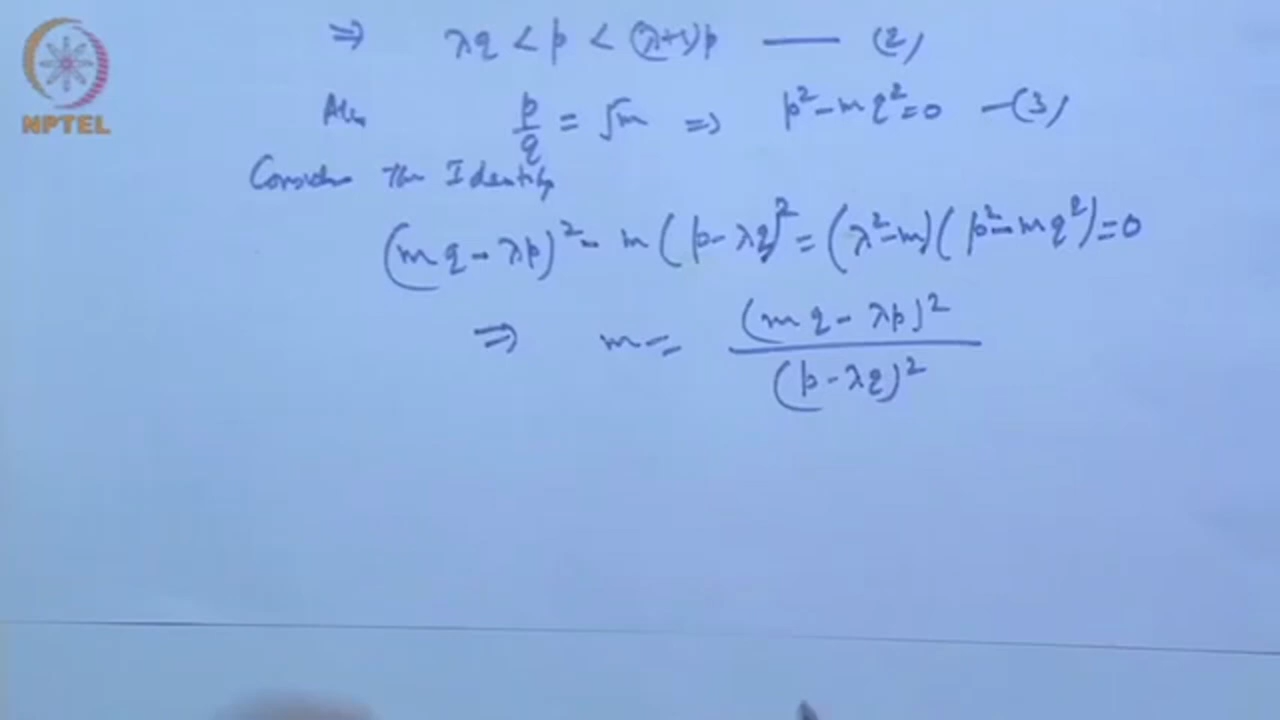 ⇒ λq < p < (λ+1)p —— (2)
NPTEL
Also p/q = √m ⇒ p² - mq² = 0 —(3)
Consider the Identity
(mq - λp)² - m(p - λq)² = (λ² - m)(p² - mq²) = 0
⇒ m = (mq - λp)² / (p - λq)²